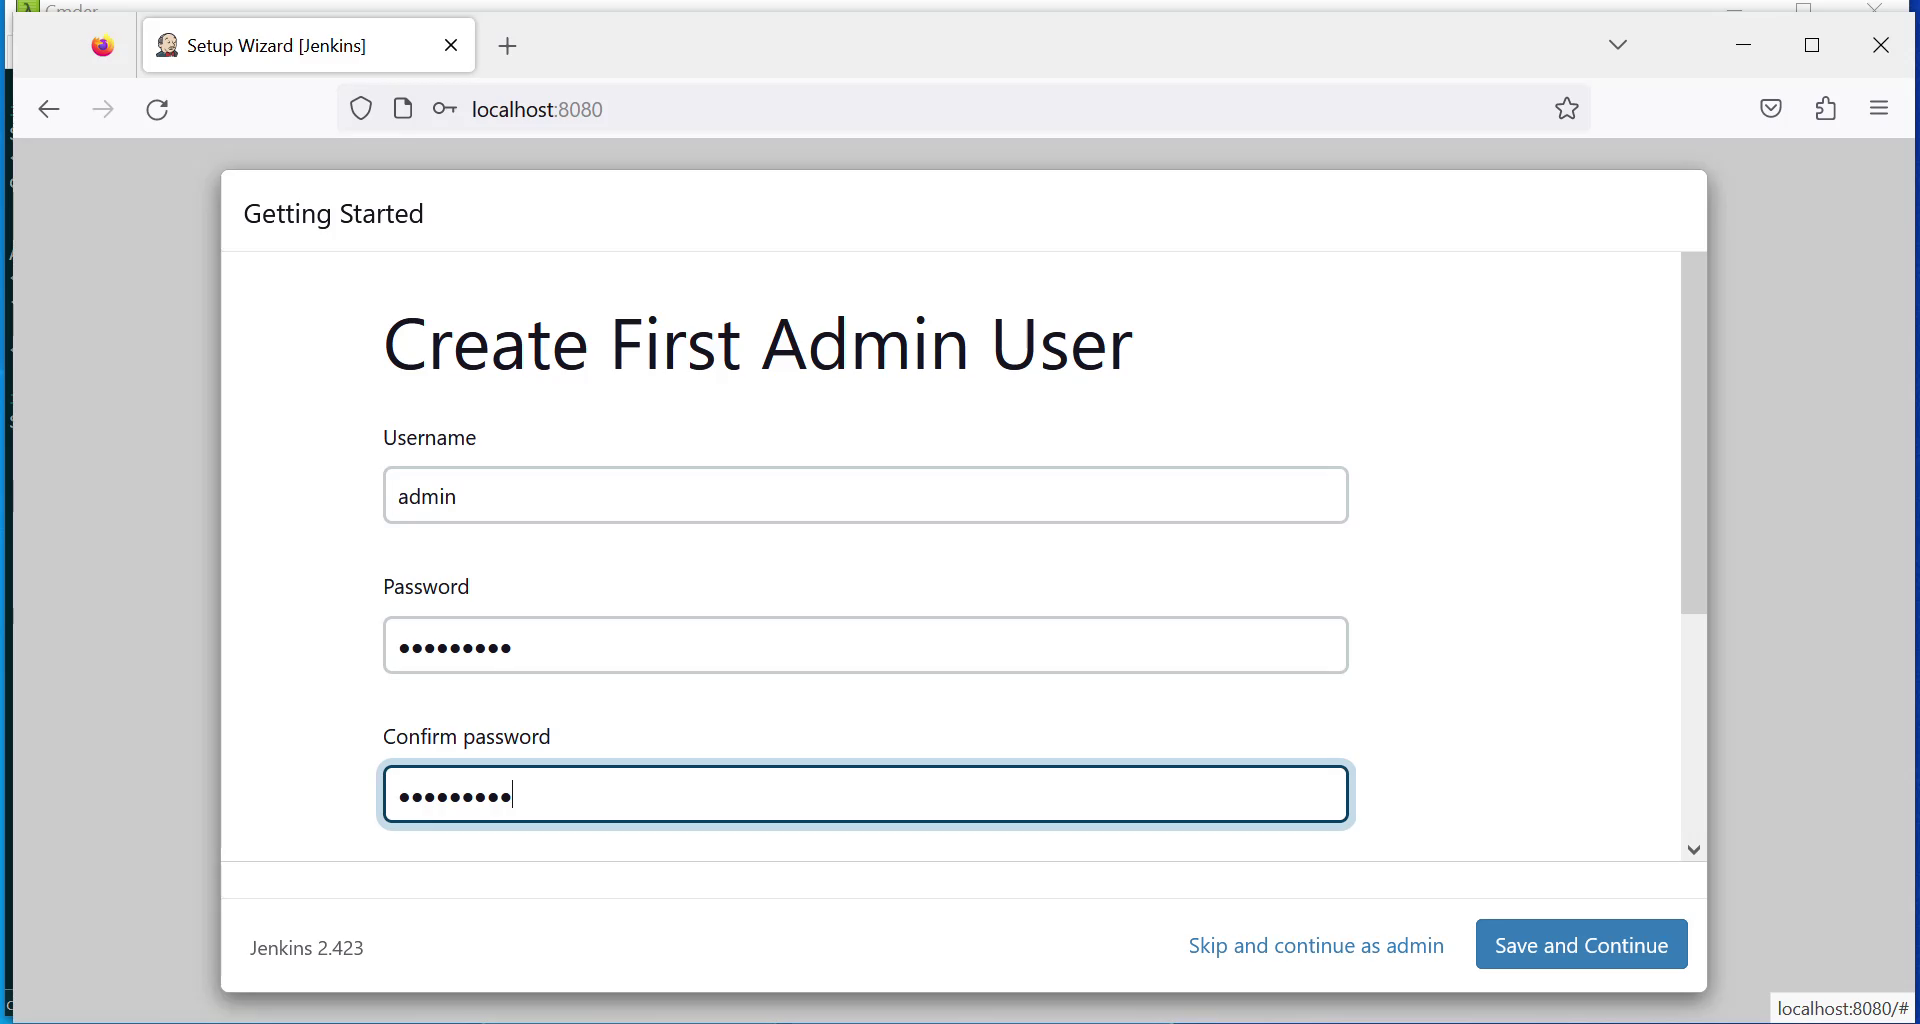 Cmder
Setup Wizard [Jenkins]
localhost:8080
Getting Started
Create First Admin User
Username
admin
Password
•••••••••
Confirm password
•••••••••
Jenkins 2.423
Skip and continue as admin
Save and Continue
localhost:8080/#